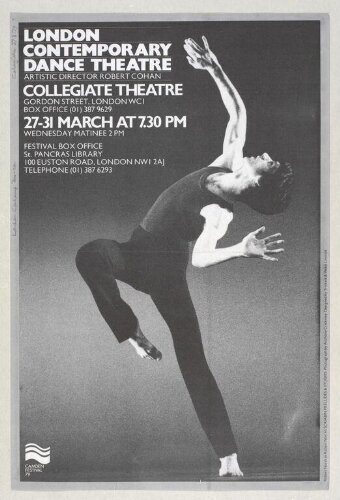 LONDON
CONTEMPORARY
DANCE THEATRE
ARTISTIC DIRECTOR ROBERT COHAN
COLLEGIATE THEATRE
GORDON STREET, LONDON WC1
BOX OFFICE (01) 387 9629
27-31 MARCH AT 7.30 PM
WEDNESDAY MATINEE 2 PM
FESTIVAL BOX OFFICE
St. PANCRAS LIBRARY
100 EUSTON ROAD, LONDON NW1 2AJ
TELEPHONE (01) 387 6293
CAMDEN
FESTIVAL
79